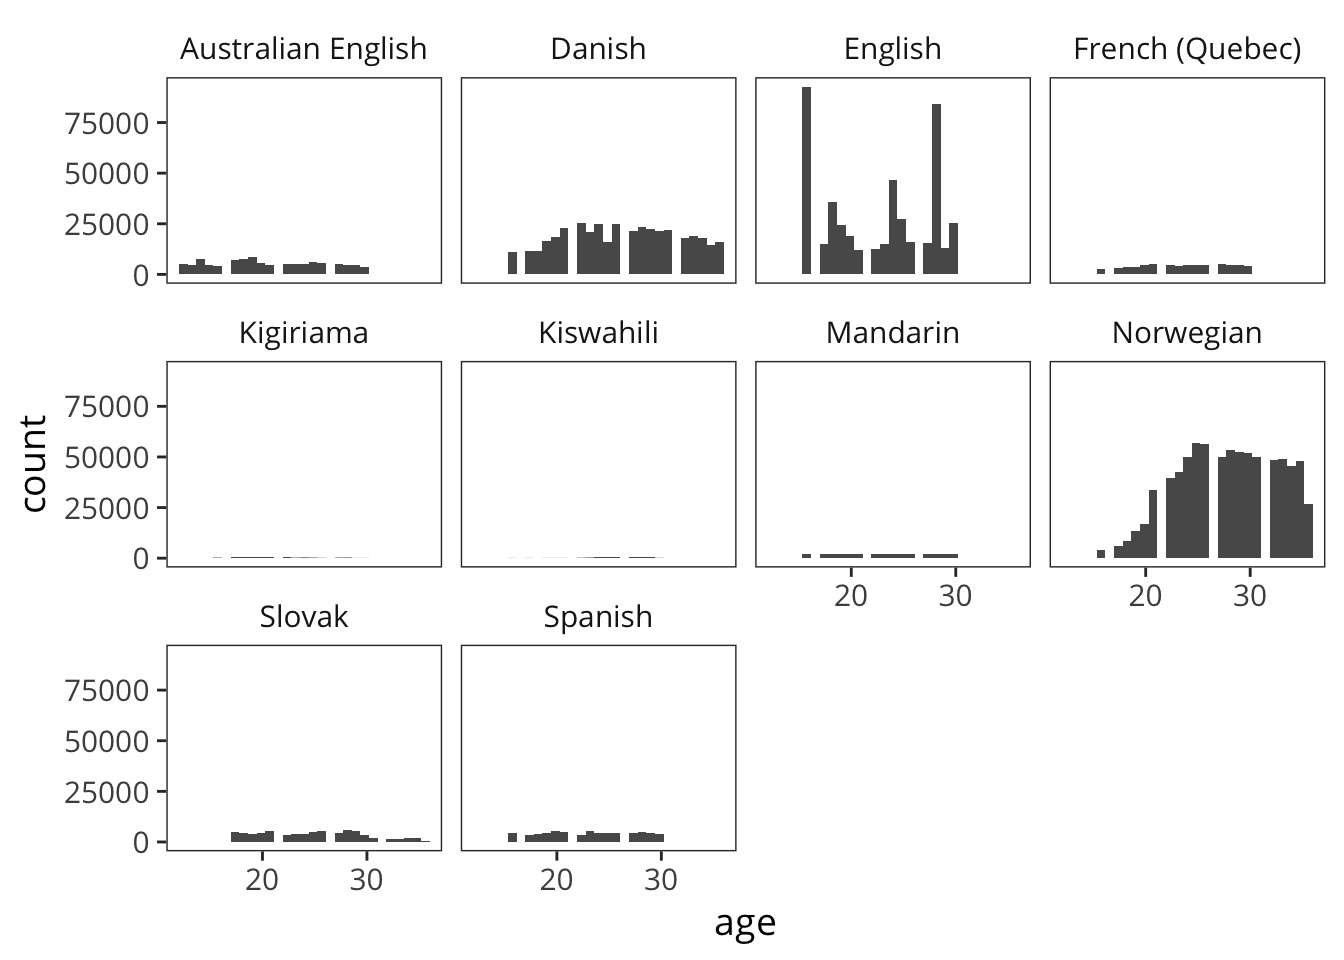 Australian English
Danish
English
French (Quebec)
75000
50000
25000
0
Kigiriama
Kiswahili
Mandarin
Norwegian
count
75000
50000
25000
0
20
30
20
30
Slovak
Spanish
75000
50000
25000
0
20
30
20
30
age